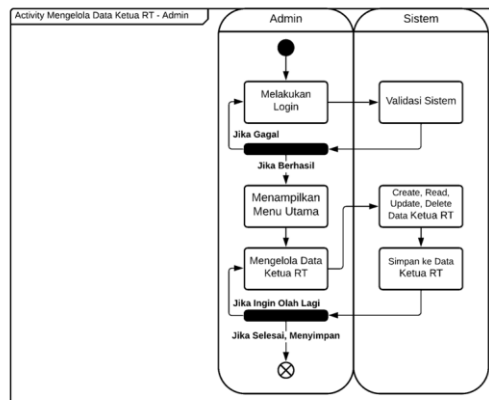 Activity Mengelola Data Ketua RT - Admin
Admin
Sistem
Melakukan
Login
Validasi Sistem
Jika Gagal
Jika Berhasil
Menampilkan
Menu Utama
Create, Read,
Update, Delete
Data Ketua RT
Mengelola Data
Ketua RT
Simpan ke Data
Ketua RT
Jika Ingin Olah Lagi
Jika Selesai, Menyimpan